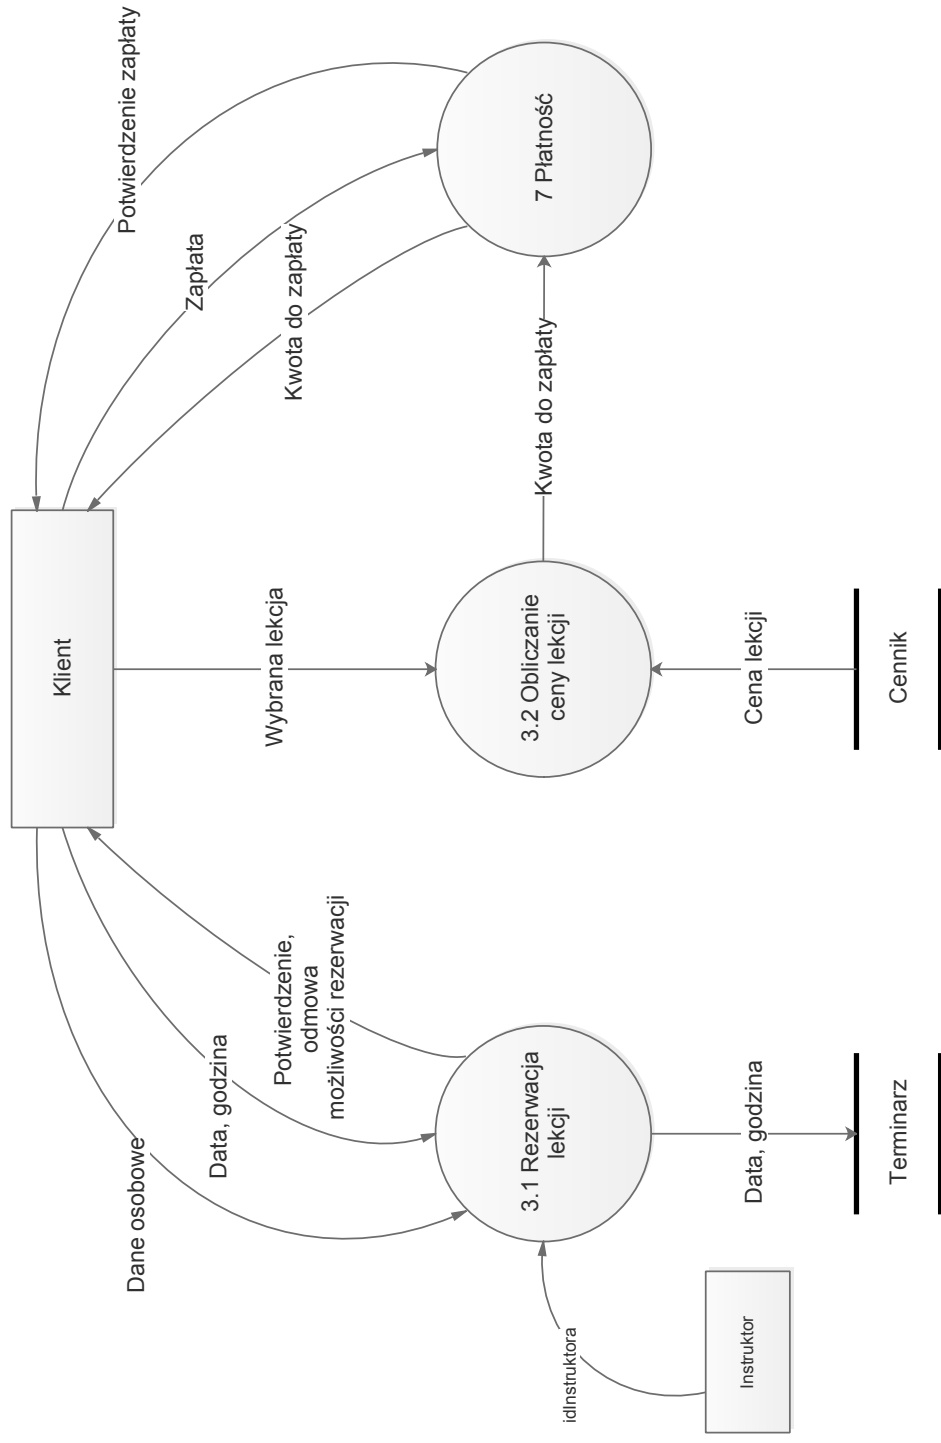 Klient
Dane osobowe
Data, godzina
Potwierdzenie,
odmowa
możliwości rezerwacji
Wybrana lekcja
Kwota do zapłaty
Zapłata
Potwierdzenie zapłaty
idInstruktora
3.1 Rezerwacja
lekcji
3.2 Obliczanie
ceny lekcji
Kwota do zapłaty
7 Płatność
Instruktor
Data, godzina
Cena lekcji
Terminarz
Cennik